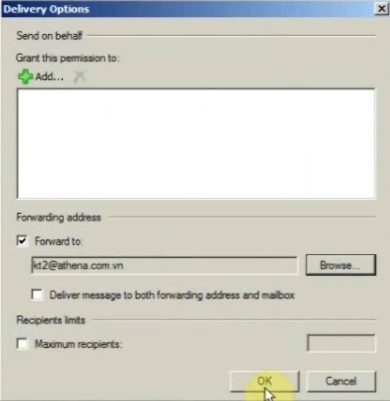 Delivery Options
Send on behalf
Grant this permission to:
Add...
Forwarding address
Forward to:
kt2@athena.com.vn
Browse...
Deliver message to both forwarding address and mailbox
Recipients limits
Maximum recipients:
OK
Cancel